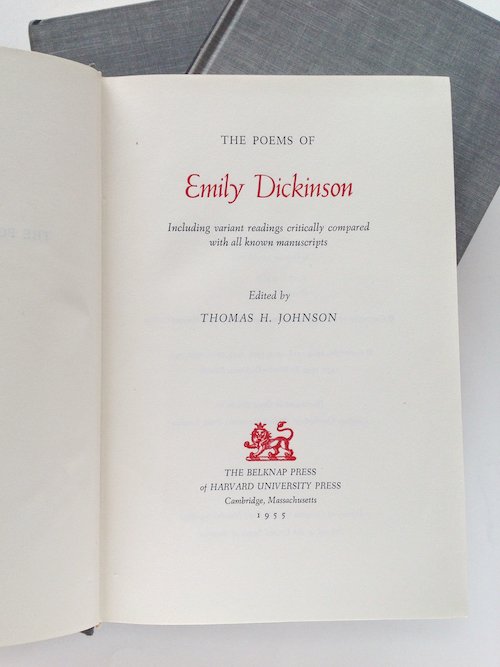 THE POEMS OF
Emily Dickinson
Including variant readings critically compared
with all known manuscripts
Edited by
THOMAS H. JOHNSON
THE BELKNAP PRESS
of HARVARD UNIVERSITY PRESS
Cambridge, Massachusetts
1955